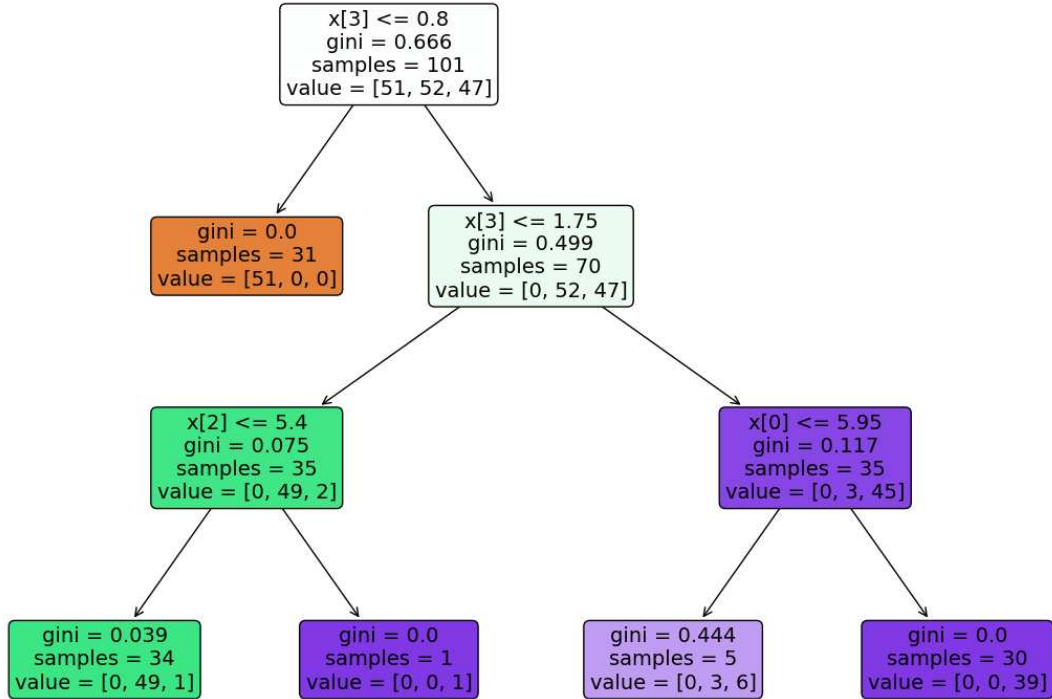 x[3] <= 0.8
gini = 0.666
samples = 101
value = [51, 52, 47]
gini = 0.0
samples = 31
value = [51, 0, 0]
x[3] <= 1.75
gini = 0.499
samples = 70
value = [0, 52, 47]
x[2] <= 5.4
gini = 0.075
samples = 35
value = [0, 49, 2]
x[0] <= 5.95
gini = 0.117
samples = 35
value = [0, 3, 45]
gini = 0.039
samples = 34
value = [0, 49, 1]
gini = 0.0
samples = 1
value = [0, 0, 1]
gini = 0.444
samples = 5
value = [0, 3, 6]
gini = 0.0
samples = 30
value = [0, 0, 39]